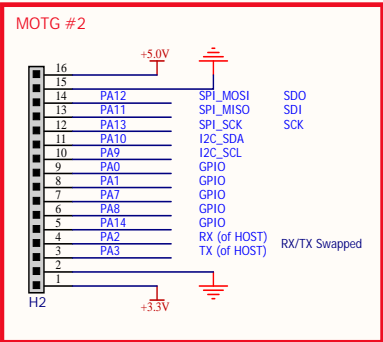 MOTG #2
+5.0V
16
15
14 PA12 SPI_MOSI SDO
13 PA11 SPI_MISO SDI
12 PA13 SPI_SCK SCK
11 PA10 I2C_SDA
10 PA9 I2C_SCL
9 PA0 GPIO
8 PA1 GPIO
7 PA7 GPIO
6 PA8 GPIO
5 PA14 GPIO
4 PA2 RX (of HOST) RX/TX Swapped
3 PA3 TX (of HOST)
2
1
H2
+3.3V